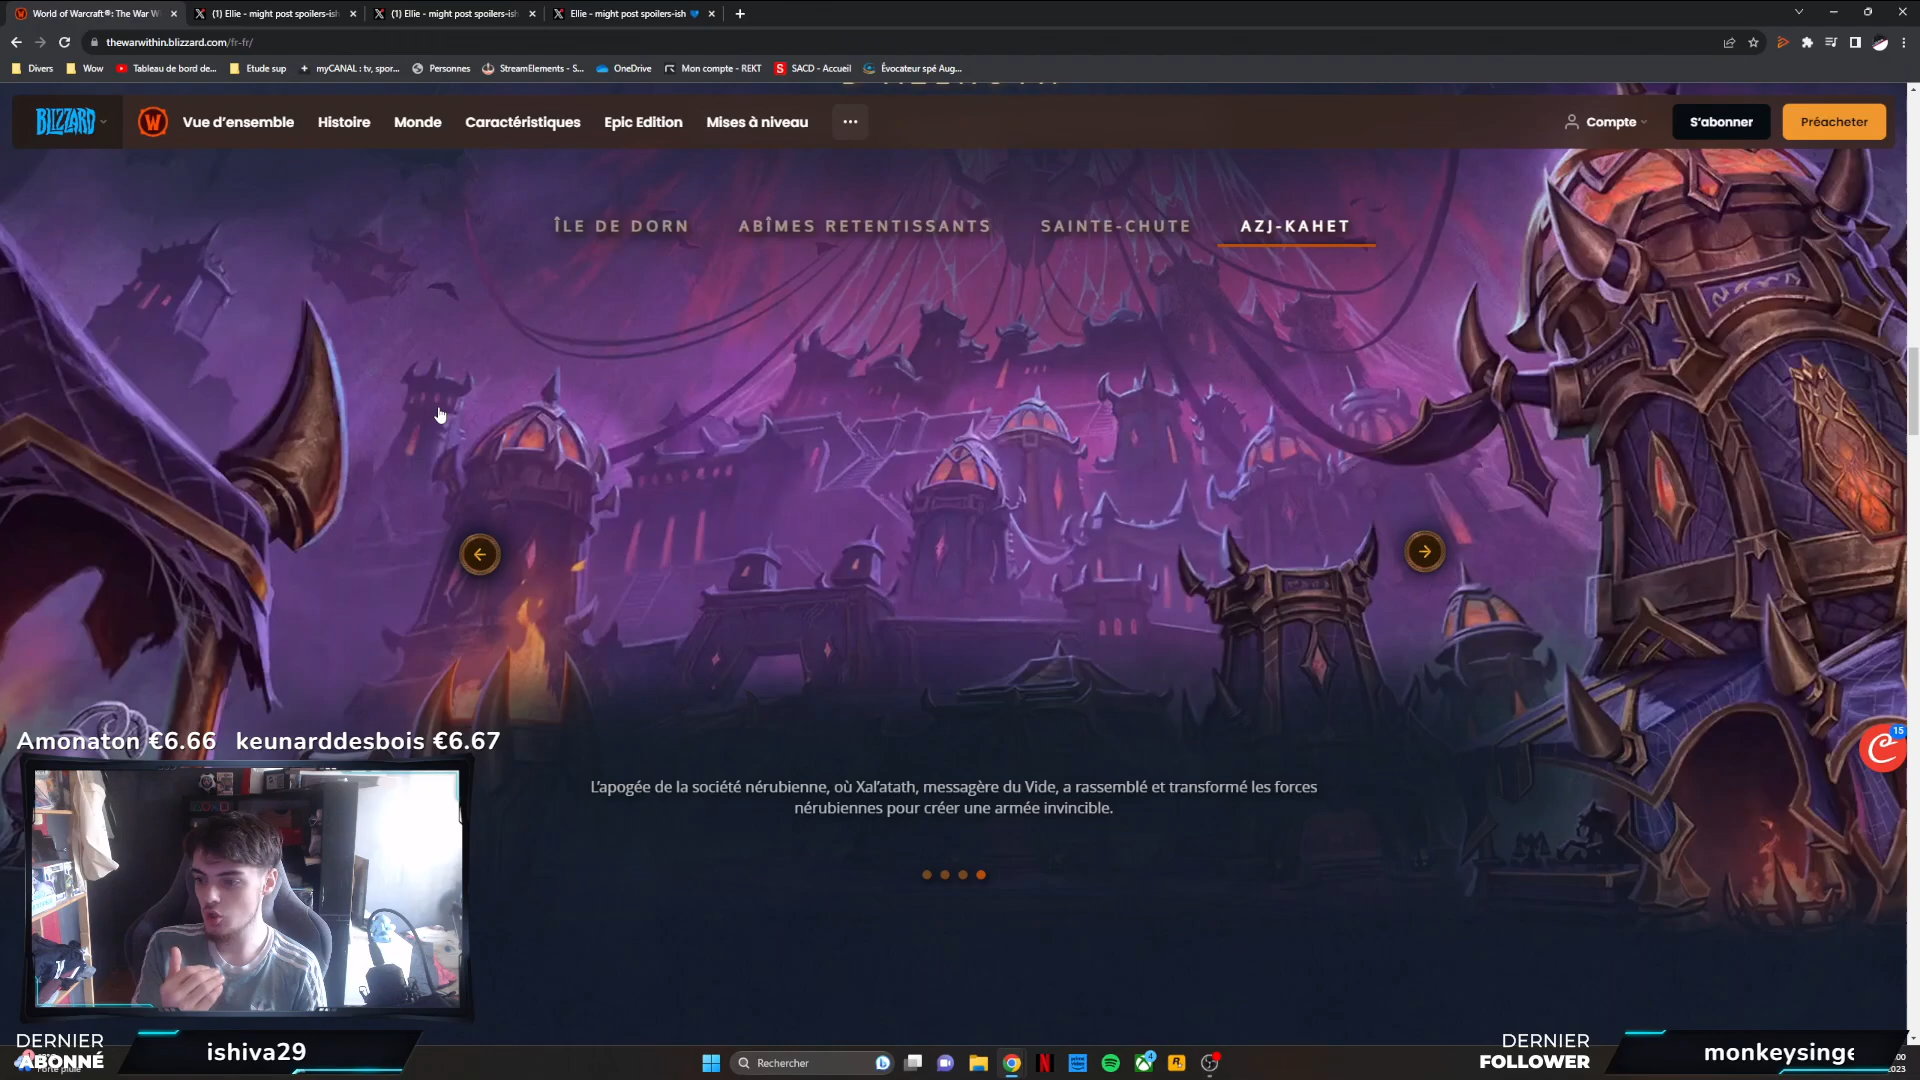 World of Warcraft®: The War W
(1) Ellie - might post spoilers-ish
(1) Ellie - might post spoilers-ish
Ellie - might post spoilers-ish
thewarwithin.blizzard.com/fr-fr/
Divers
Wow
Tableau de bord de...
Etude sup
myCANAL : tv, spor...
Personnes
StreamElements - S...
OneDrive
Mon compte - REKT
SACD - Accueil
Évocateur spé Aug...
BLIZZARD
Vue d'ensemble
Histoire
Monde
Caractéristiques
Epic Edition
Mises à niveau
Compte
S'abonner
Préacheter
ÎLE DE DORN
ABÎMES RETENTISSANTS
SAINTE-CHUTE
AZJ-KAHET
15
Amonaton €6.66 keunarddesbois €6.67
L'apogée de la société nérubienne, où Xal'atath, messagère du Vide, a rassemblé et transformé les forces
nérubiennes pour créer une armée invincible.
DERNIER
ABONNÉ
ishiva29
Rechercher
4
DERNIER
FOLLOWER
monkeysinge